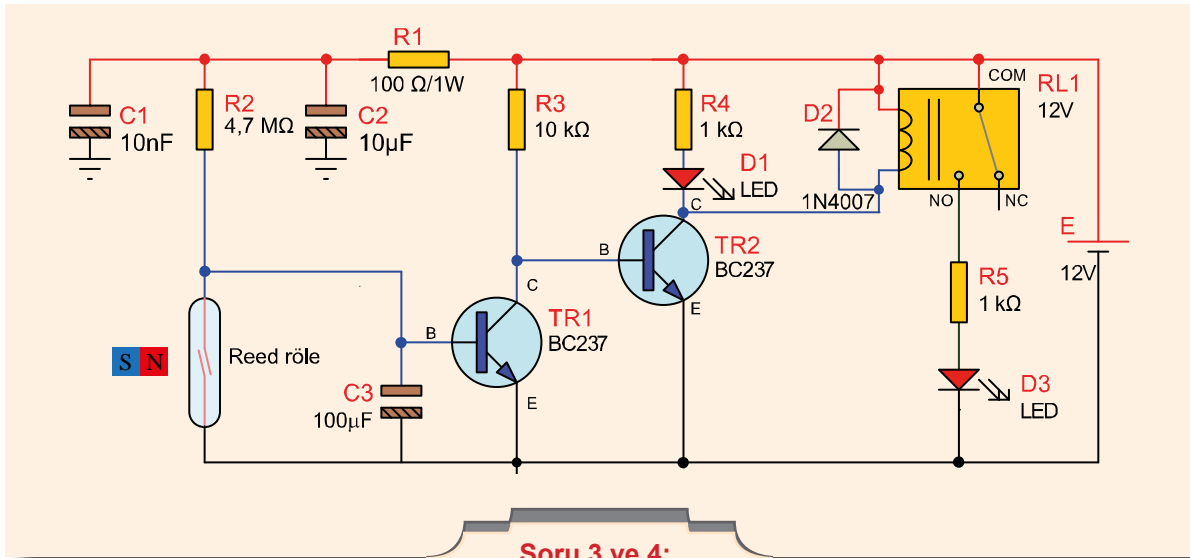 R1
100 Ω/1W
C1
10nF
R2
4,7 MΩ
C2
10µF
R3
10 kΩ
R4
1 kΩ
D1
LED
D2
1N4007
COM
RL1
12V
NO
NC
E
12V
C
B
TR2
BC237
E
R5
1 kΩ
C
B
TR1
BC237
E
S N
Reed röle
C3
100µF
D3
LED
Soru 3 ve 4: